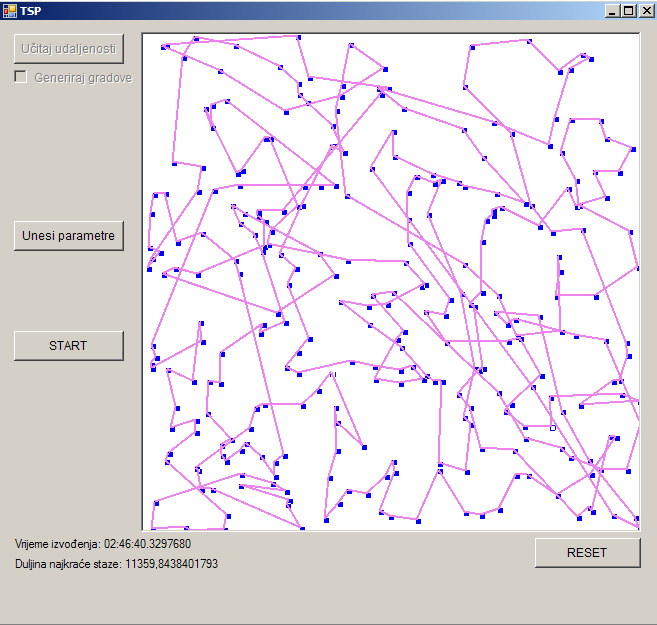 TSP
Učitaj udaljenosti
Generiraj gradove
Unesi parametre
START
Vrijeme izvođenja: 02:46:40.3297680
Duljina najkraće staze: 11359,8438401793
RESET